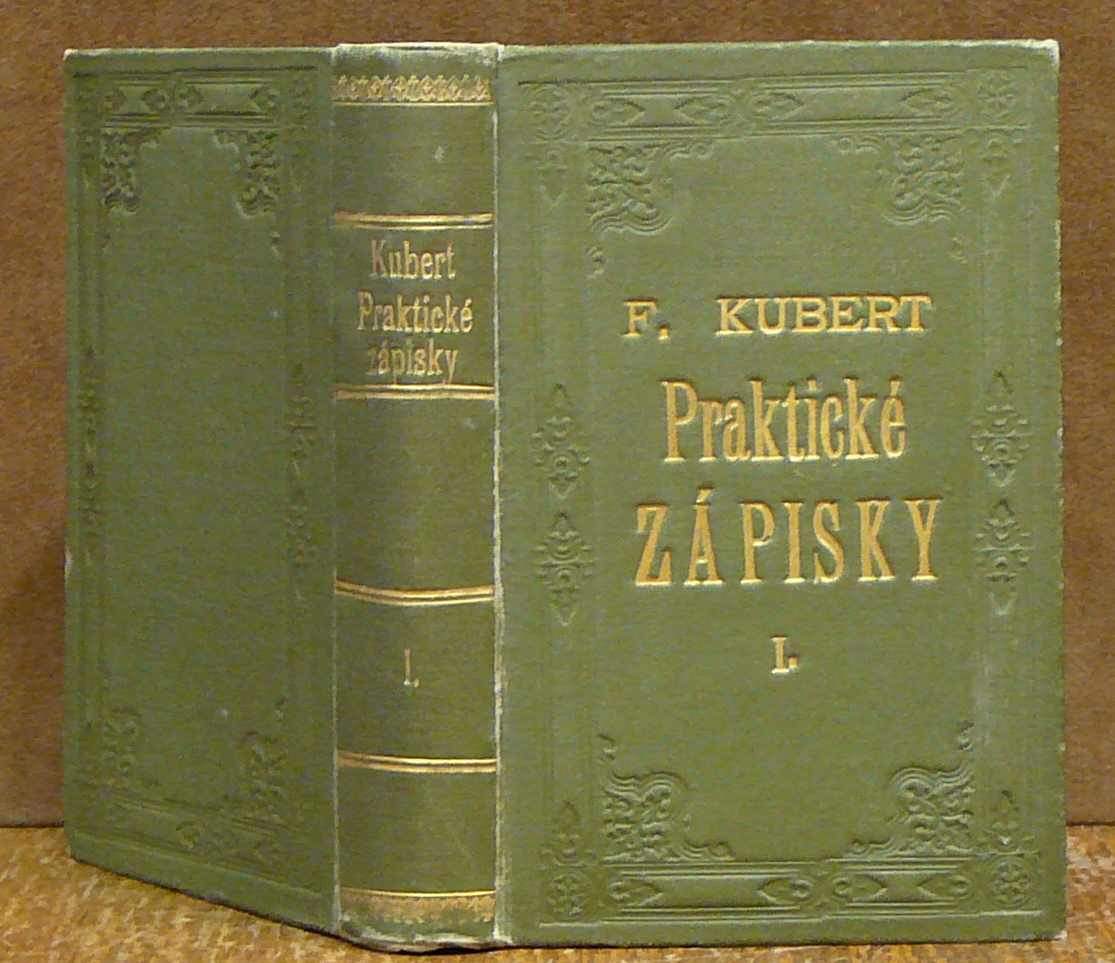 Kubert
Praktické
zápisky
I.
F. KUBERT
Praktické
ZÁPISKY
I.